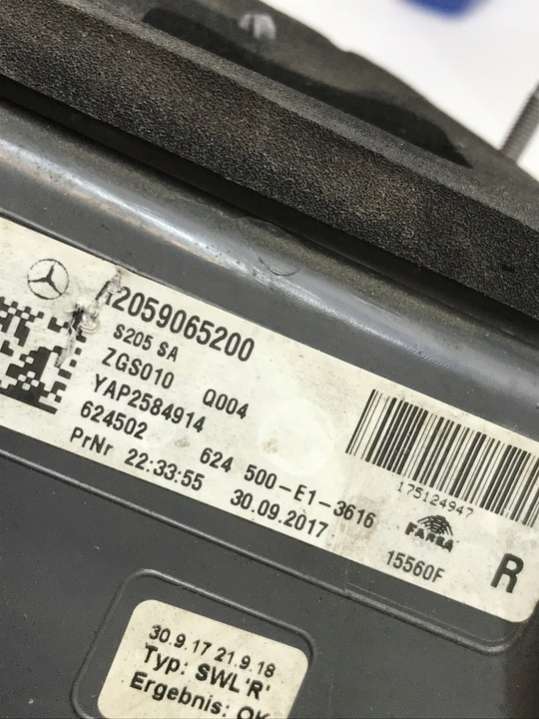 A2059065200
S205 SA
ZGS010 Q004
YAP2584914
624502 624 500-E1-3616
PrNr 22:33:55 30.09.2017
175124947
FARBA
15560F
R
30.9.17 21.9.18
Typ: SWL'R'
Ergebnis: OK